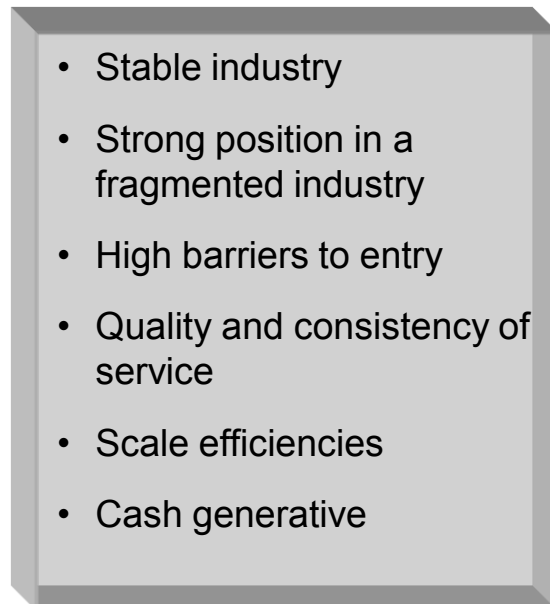 • Stable industry
• Strong position in a
fragmented industry
• High barriers to entry
• Quality and consistency of
service
• Scale efficiencies
• Cash generative